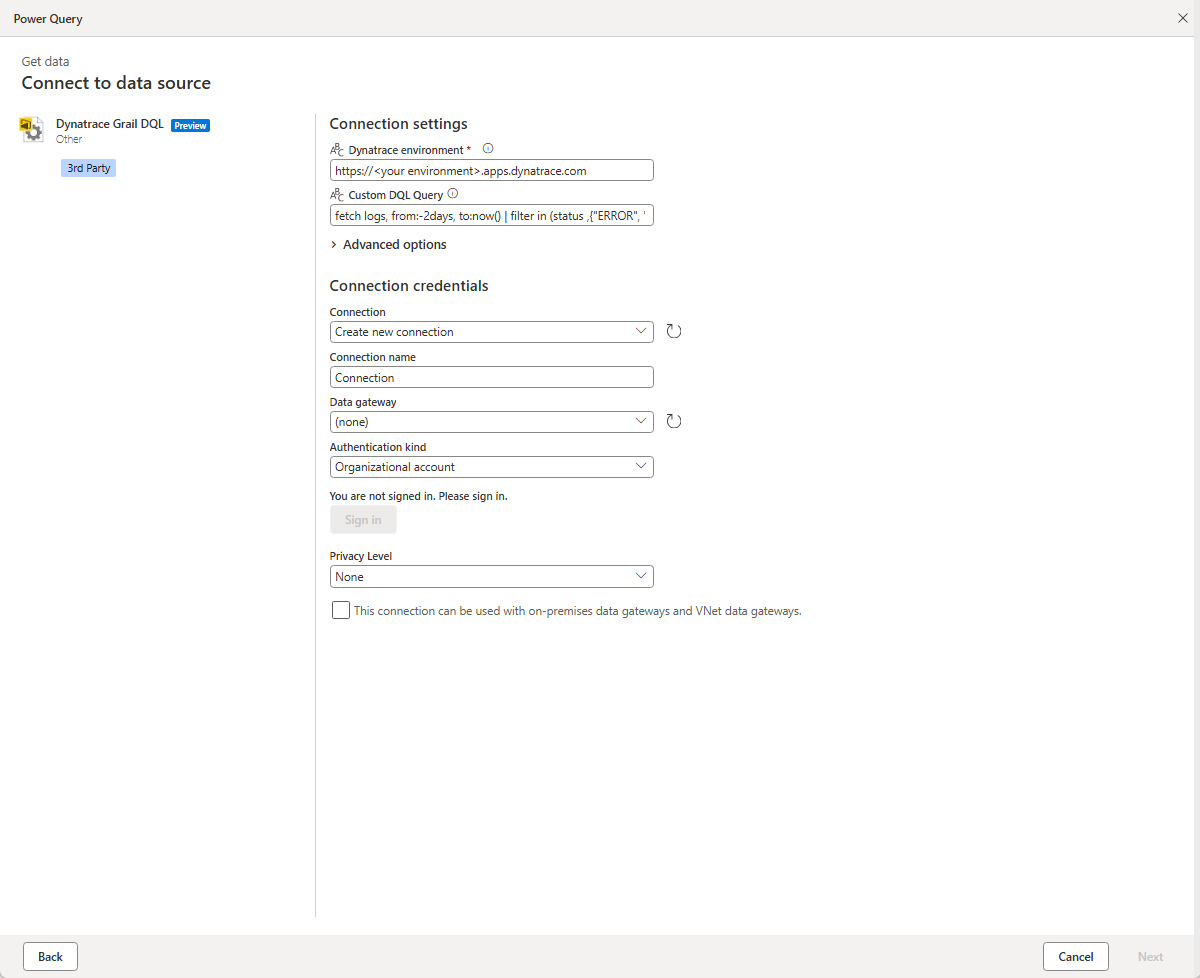 Power Query
Get data
Connect to data source
Dynatrace Grail DQL Preview
Other
3rd Party
Connection settings
ABC Dynatrace environment *
https://<your environment>.apps.dynatrace.com
ABC Custom DQL Query
fetch logs, from:-2days, to:now() | filter in (status ,{"ERROR", '
Advanced options
Connection credentials
Connection
Create new connection
Connection name
Connection
Data gateway
(none)
Authentication kind
Organizational account
You are not signed in. Please sign in.
Sign in
Privacy Level
None
This connection can be used with on-premises data gateways and VNet data gateways.
Back
Cancel
Next